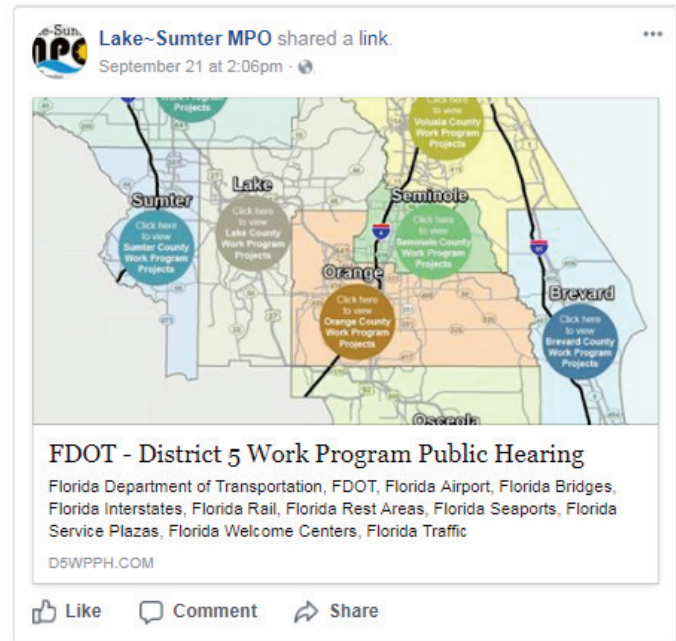 e-Sun
MPO
Lake~Sumter MPO shared a link.
September 21 at 2:06pm ·
Projects
Click here
to view
Volusia County
Work Program
Projects
Sumter
Click here
to view
Sumter County
Work Program
Projects
Lake
Click here
to view
Lake County
Work Program
Projects
Seminole
Click here
to view
Seminole County
Work Program
Projects
Orange
Click here
to view
Orange County
Work Program
Projects
Brevard
Click here
to view
Brevard County
Work Program
Projects
Osceola
FDOT - District 5 Work Program Public Hearing
Florida Department of Transportation, FDOT, Florida Airport, Florida Bridges,
Florida Interstates, Florida Rail, Florida Rest Areas, Florida Seaports, Florida
Service Plazas, Florida Welcome Centers, Florida Traffic
D5WPPH.COM
Like Comment Share